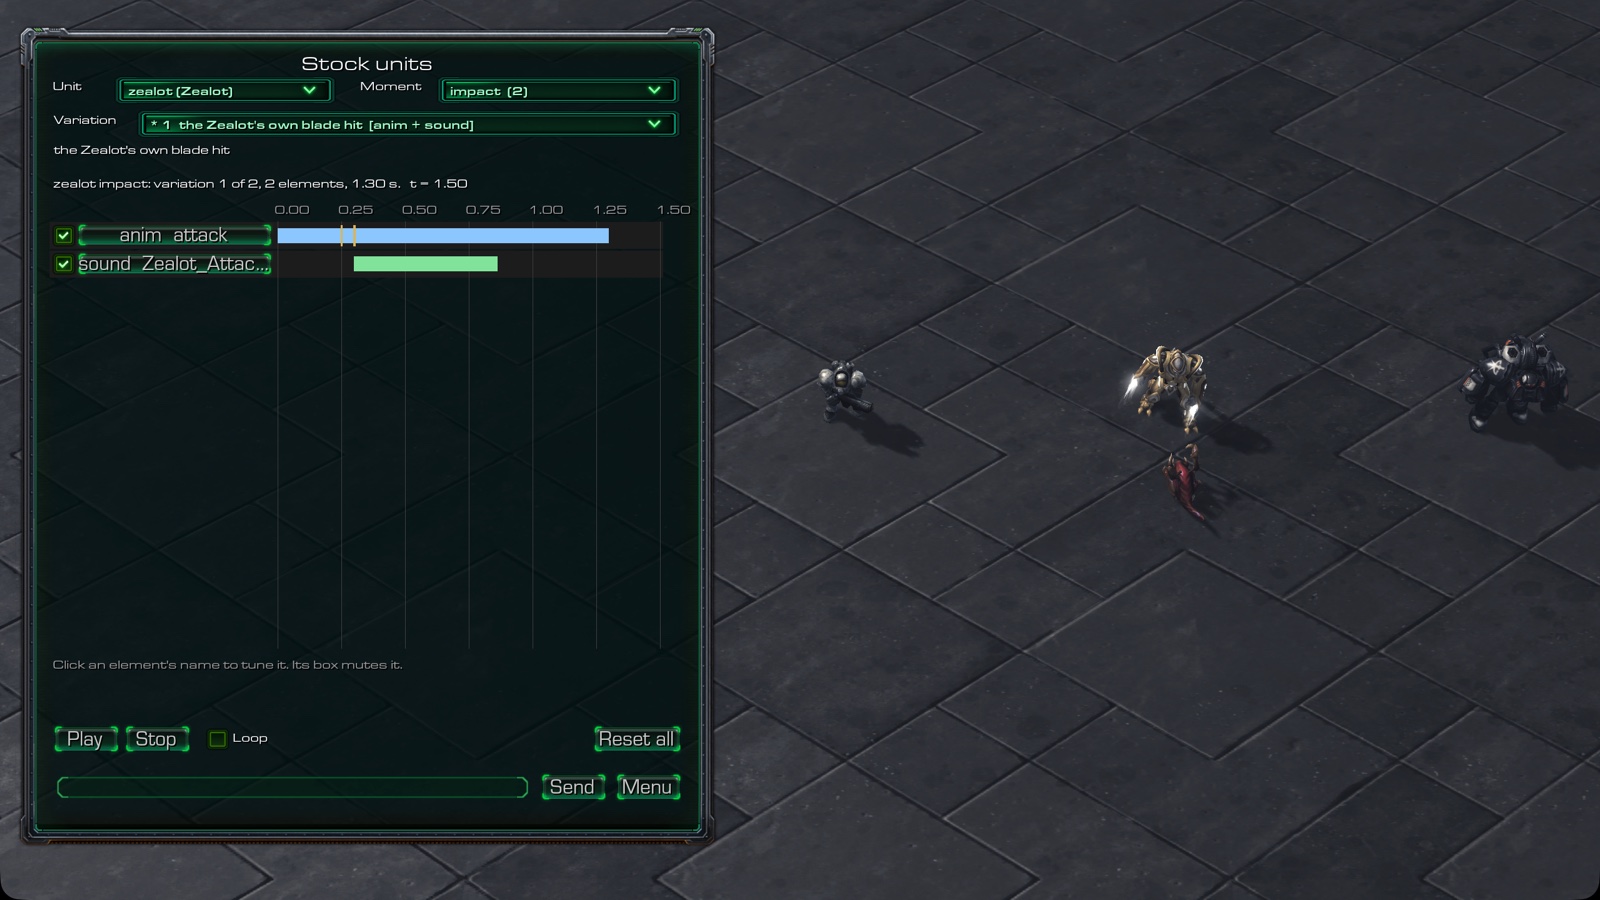 Stock units
Unit zealot (Zealot) Moment impact (2)
Variation * 1 the Zealot's own blade hit [anim + sound]
the Zealot's own blade hit
zealot impact: variation 1 of 2, 2 elements, 1.30 s. t = 1.50
0.00 0.25 0.50 0.75 1.00 1.25 1.50
anim attack
sound Zealot_Attac...
Click an element's name to tune it. Its box mutes it.
Play Stop Loop Reset all
Send Menu